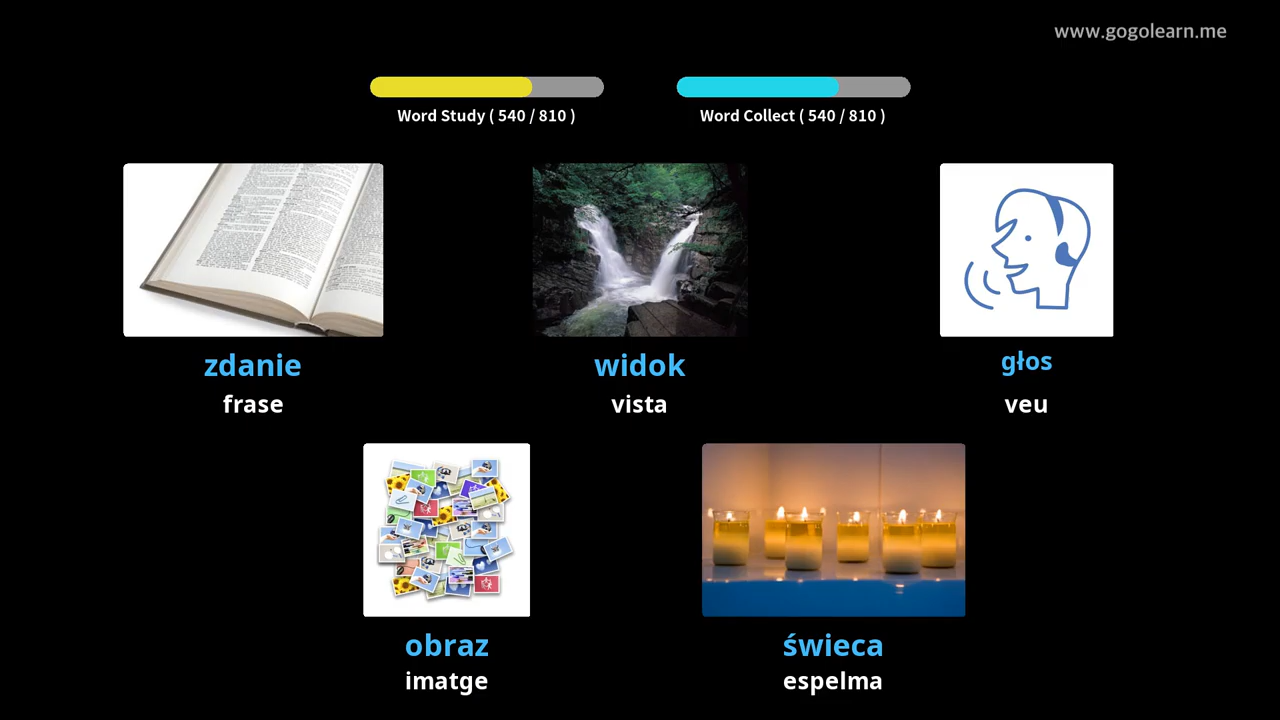 www.gogolearn.me
Word Study ( 540 / 810 )
Word Collect ( 540 / 810 )
zdanie
frase
widok
vista
głos
veu
obraz
imatge
świeca
espelma